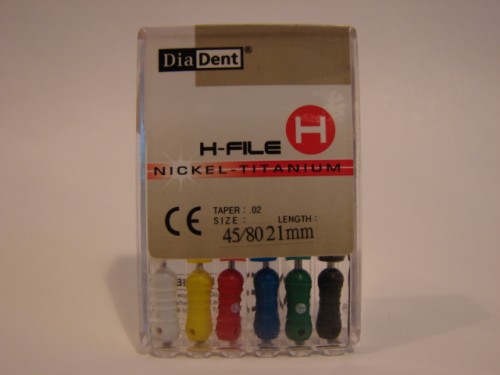 DiaDent®
H
H-FILE
NICKEL-TITANIUM
CE TAPER : .02
SIZE : LENGTH :
45/80 21mm